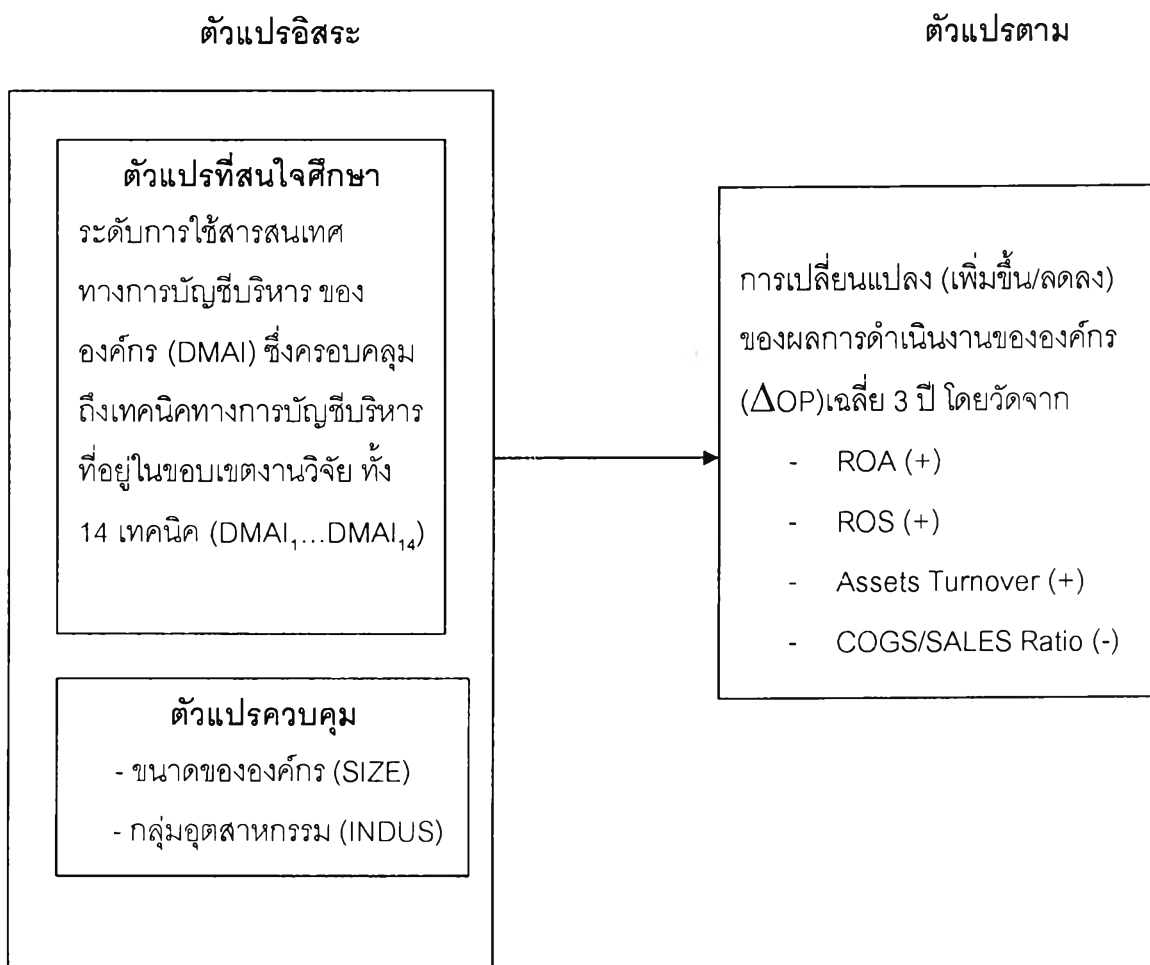 ตัวแปรอิสระ
ตัวแปรตาม
ตัวแปรที่สนใจศึกษา
ระดับการใช้สารสนเทศ
ทางการบัญชีบริหาร ของ
องค์กร (DMAI) ซึ่งครอบคลุม
ถึงเทคนิคทางการบัญชีบริหาร
ที่อยู่ในขอบเขตงานวิจัย ทั้ง
14 เทคนิค (DMAI₁...DMAI₁₄)
ตัวแปรควบคุม
- ขนาดขององค์กร (SIZE)
- กลุ่มอุตสาหกรรม (INDUS)
การเปลี่ยนแปลง (เพิ่มขึ้น/ลดลง)
ของผลการดำเนินงานขององค์กร
(ΔOP)เฉลี่ย 3 ปี โดยวัดจาก
- ROA (+)
- ROS (+)
- Assets Turnover (+)
- COGS/SALES Ratio (-)